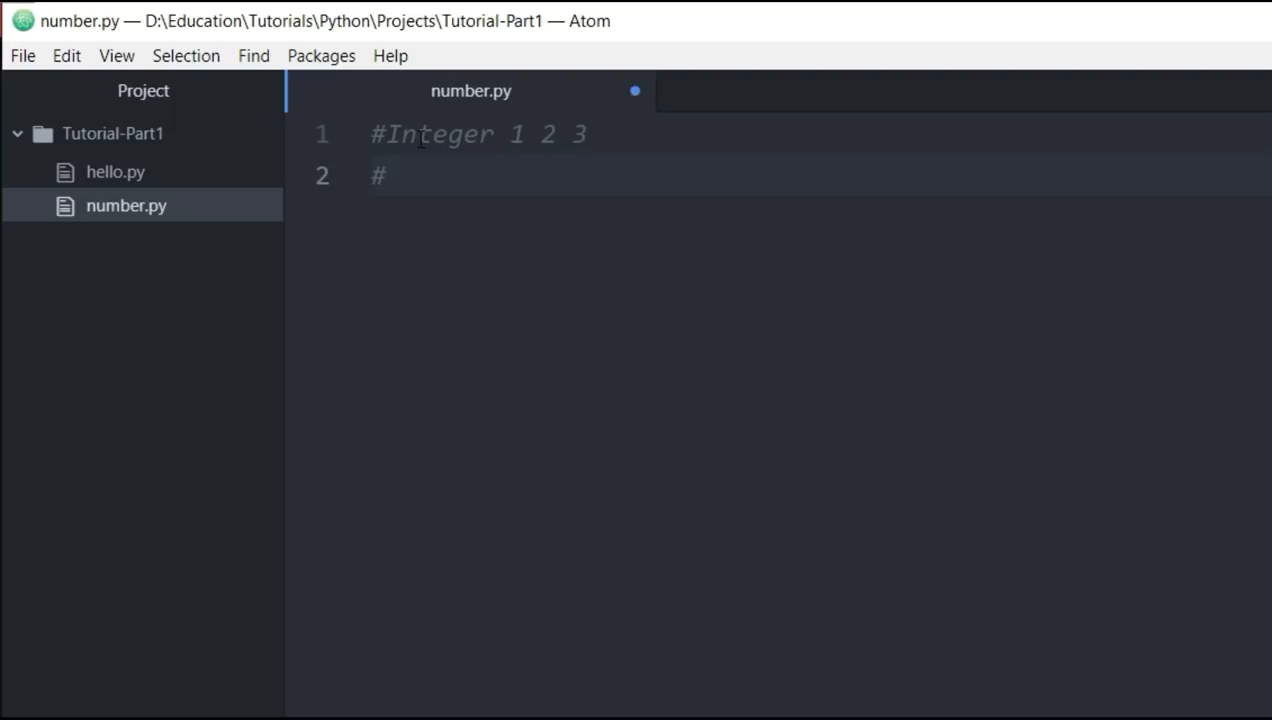 number.py — D:\Education\Tutorials\Python\Projects\Tutorial-Part1 — Atom
File Edit View Selection Find Packages Help
Project
number.py
Tutorial-Part1
hello.py
number.py
1 #Integer 1 2 3
2 #